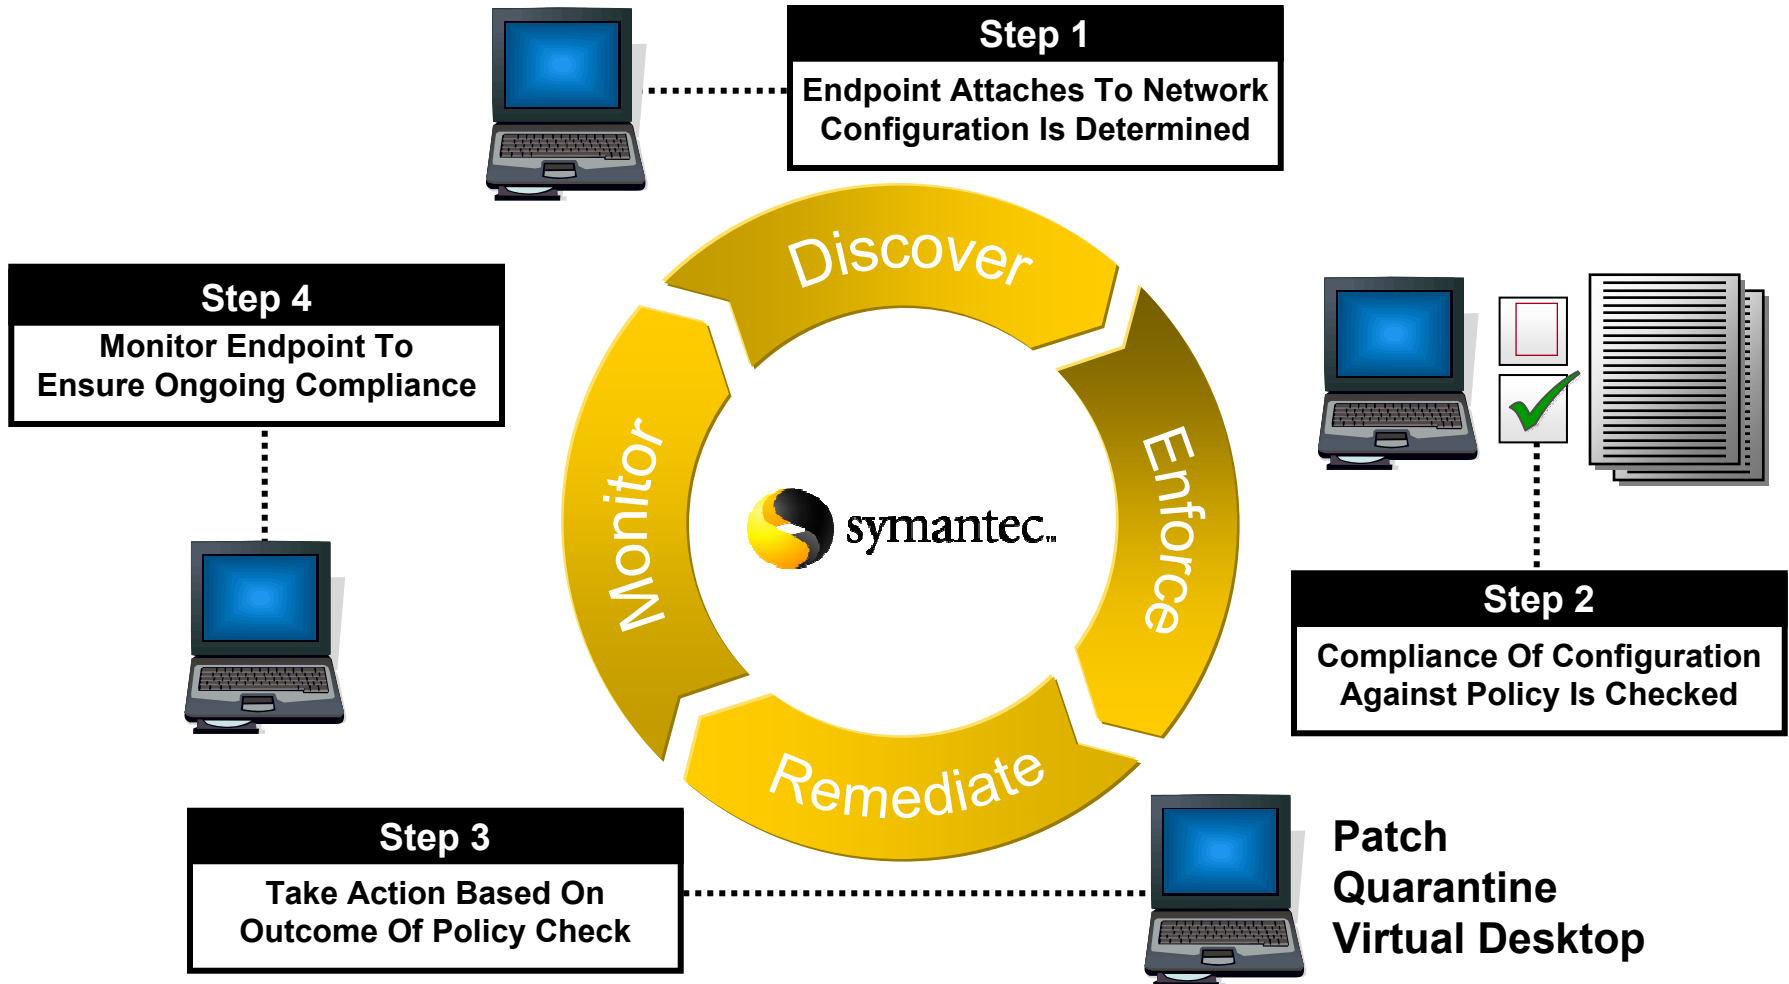 Step 1
Endpoint Attaches To Network
Configuration Is Determined
Discover
Step 4
Monitor Endpoint To
Ensure Ongoing Compliance
Monitor
Enforce
symantec™
Step 2
Compliance Of Configuration
Against Policy Is Checked
Remediate
Step 3
Take Action Based On
Outcome Of Policy Check
Patch
Quarantine
Virtual Desktop